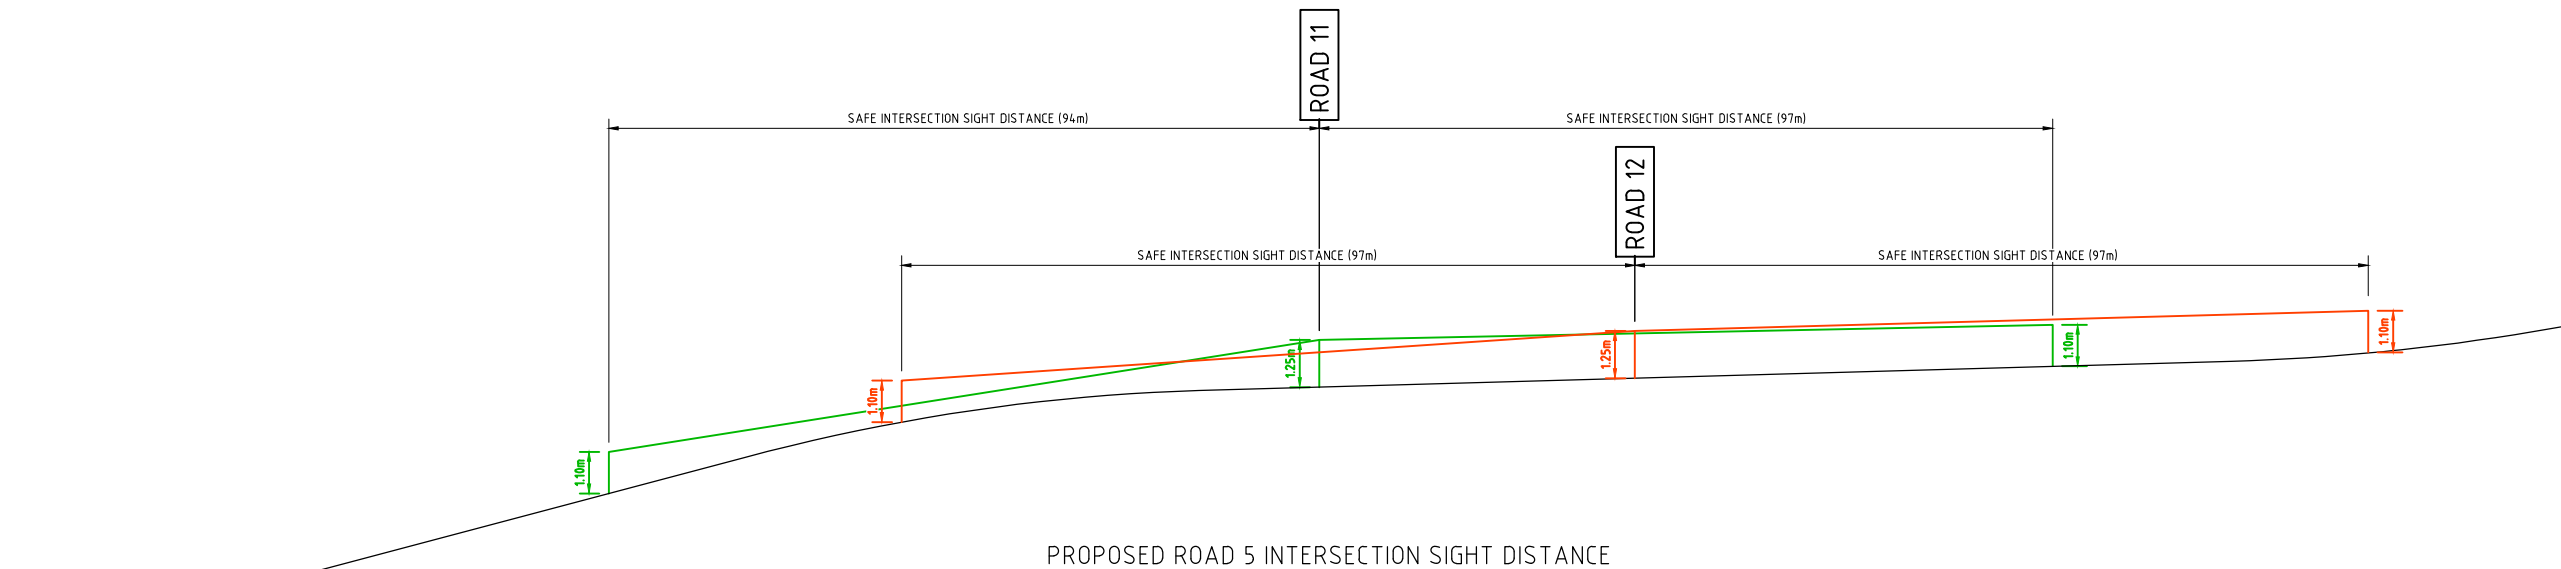 ROAD 11
SAFE INTERSECTION SIGHT DISTANCE (94m)
SAFE INTERSECTION SIGHT DISTANCE (97m)
ROAD 12
SAFE INTERSECTION SIGHT DISTANCE (97m)
SAFE INTERSECTION SIGHT DISTANCE (97m)
1.10m
1.10m
1.25m
1.25m
1.10m
1.10m
PROPOSED ROAD 5 INTERSECTION SIGHT DISTANCE